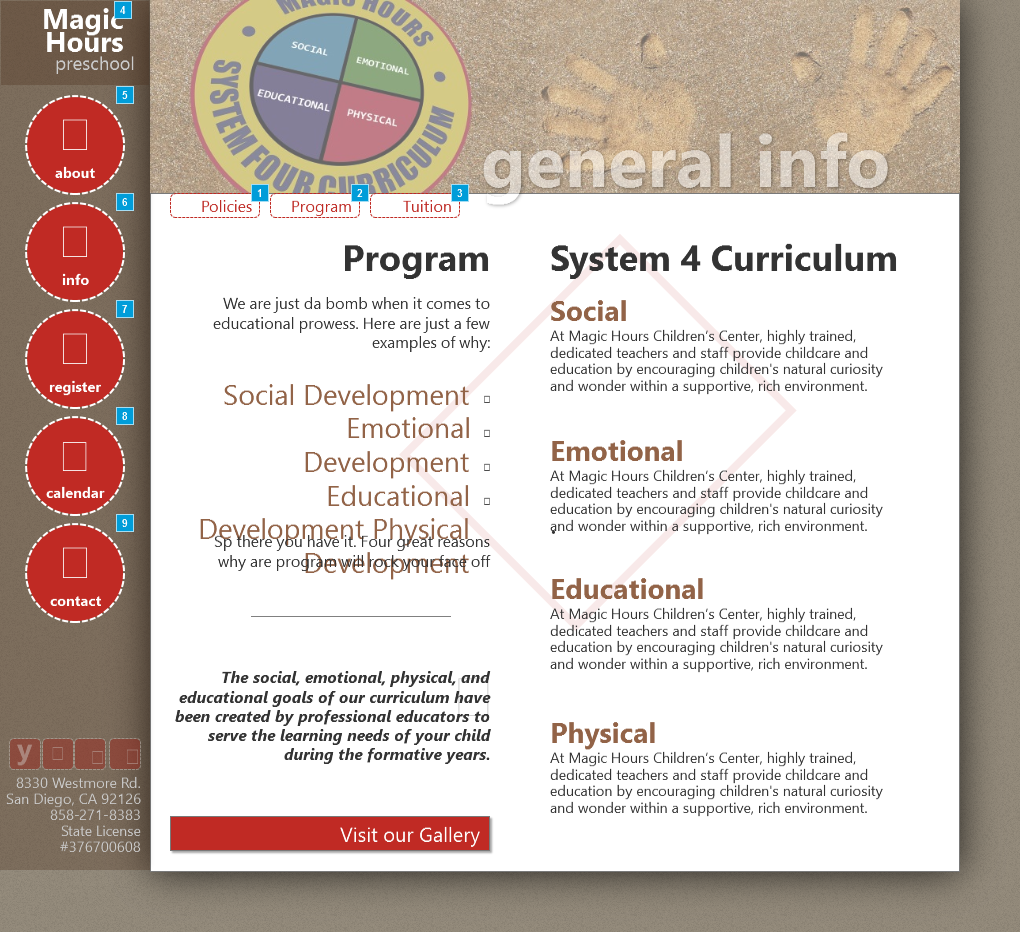 Magic
Hours
preschool
4
5
about
6
info
7
register
8
calendar
9
contact
y
8330 Westmore Rd.
San Diego, CA 92126
858-271-8383
State License
#376700608
MAGIC HOURS
SOCIAL
EMOTIONAL
EDUCATIONAL
PHYSICAL
SYSTEM FOUR CURRICULUM
general info
Policies 1 Program 2 Tuition 3
Program
We are just da bomb when it comes to
educational prowess. Here are just a few
examples of why:
Social Development
Emotional
Development
Educational
Development Physical
Development
Sp there you have it. Four great reasons
why are program will rock your face off
The social, emotional, physical, and
educational goals of our curriculum have
been created by professional educators to
serve the learning needs of your child
during the formative years.
Visit our Gallery
System 4 Curriculum
Social
At Magic Hours Children’s Center, highly trained,
dedicated teachers and staff provide childcare and
education by encouraging children's natural curiosity
and wonder within a supportive, rich environment.
Emotional
At Magic Hours Children’s Center, highly trained,
dedicated teachers and staff provide childcare and
education by encouraging children's natural curiosity
and wonder within a supportive, rich environment.
Educational
At Magic Hours Children’s Center, highly trained,
dedicated teachers and staff provide childcare and
education by encouraging children's natural curiosity
and wonder within a supportive, rich environment.
Physical
At Magic Hours Children’s Center, highly trained,
dedicated teachers and staff provide childcare and
education by encouraging children's natural curiosity
and wonder within a supportive, rich environment.